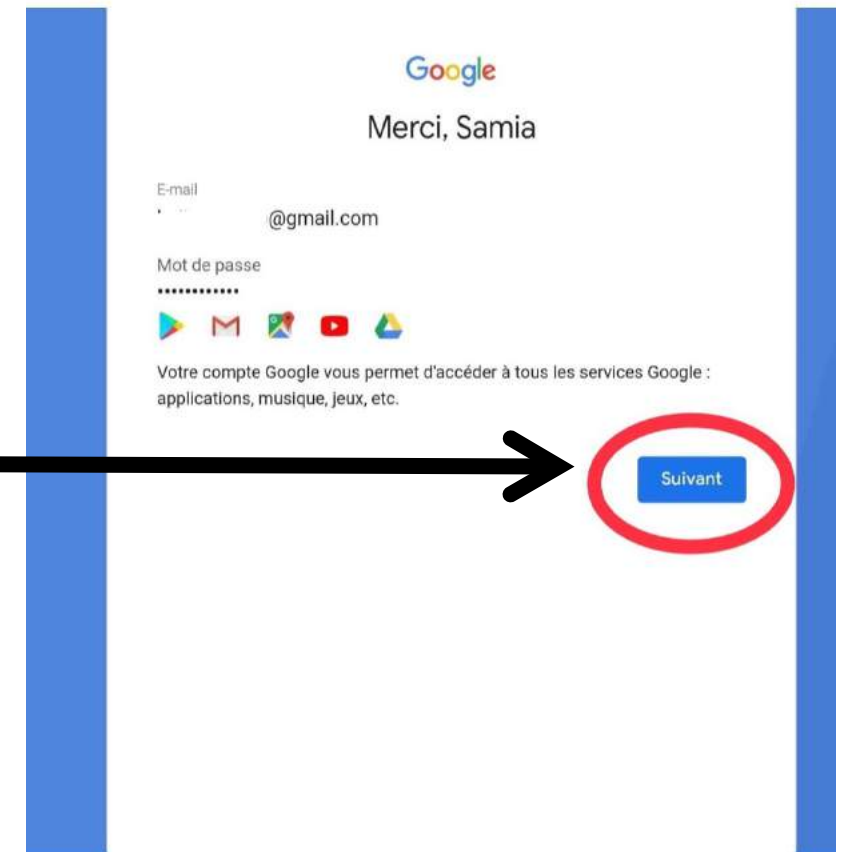 Google
Merci, Samia
E-mail
@gmail.com
Mot de passe
••••••••••••
Votre compte Google vous permet d'accéder à tous les services Google :
applications, musique, jeux, etc.
Suivant